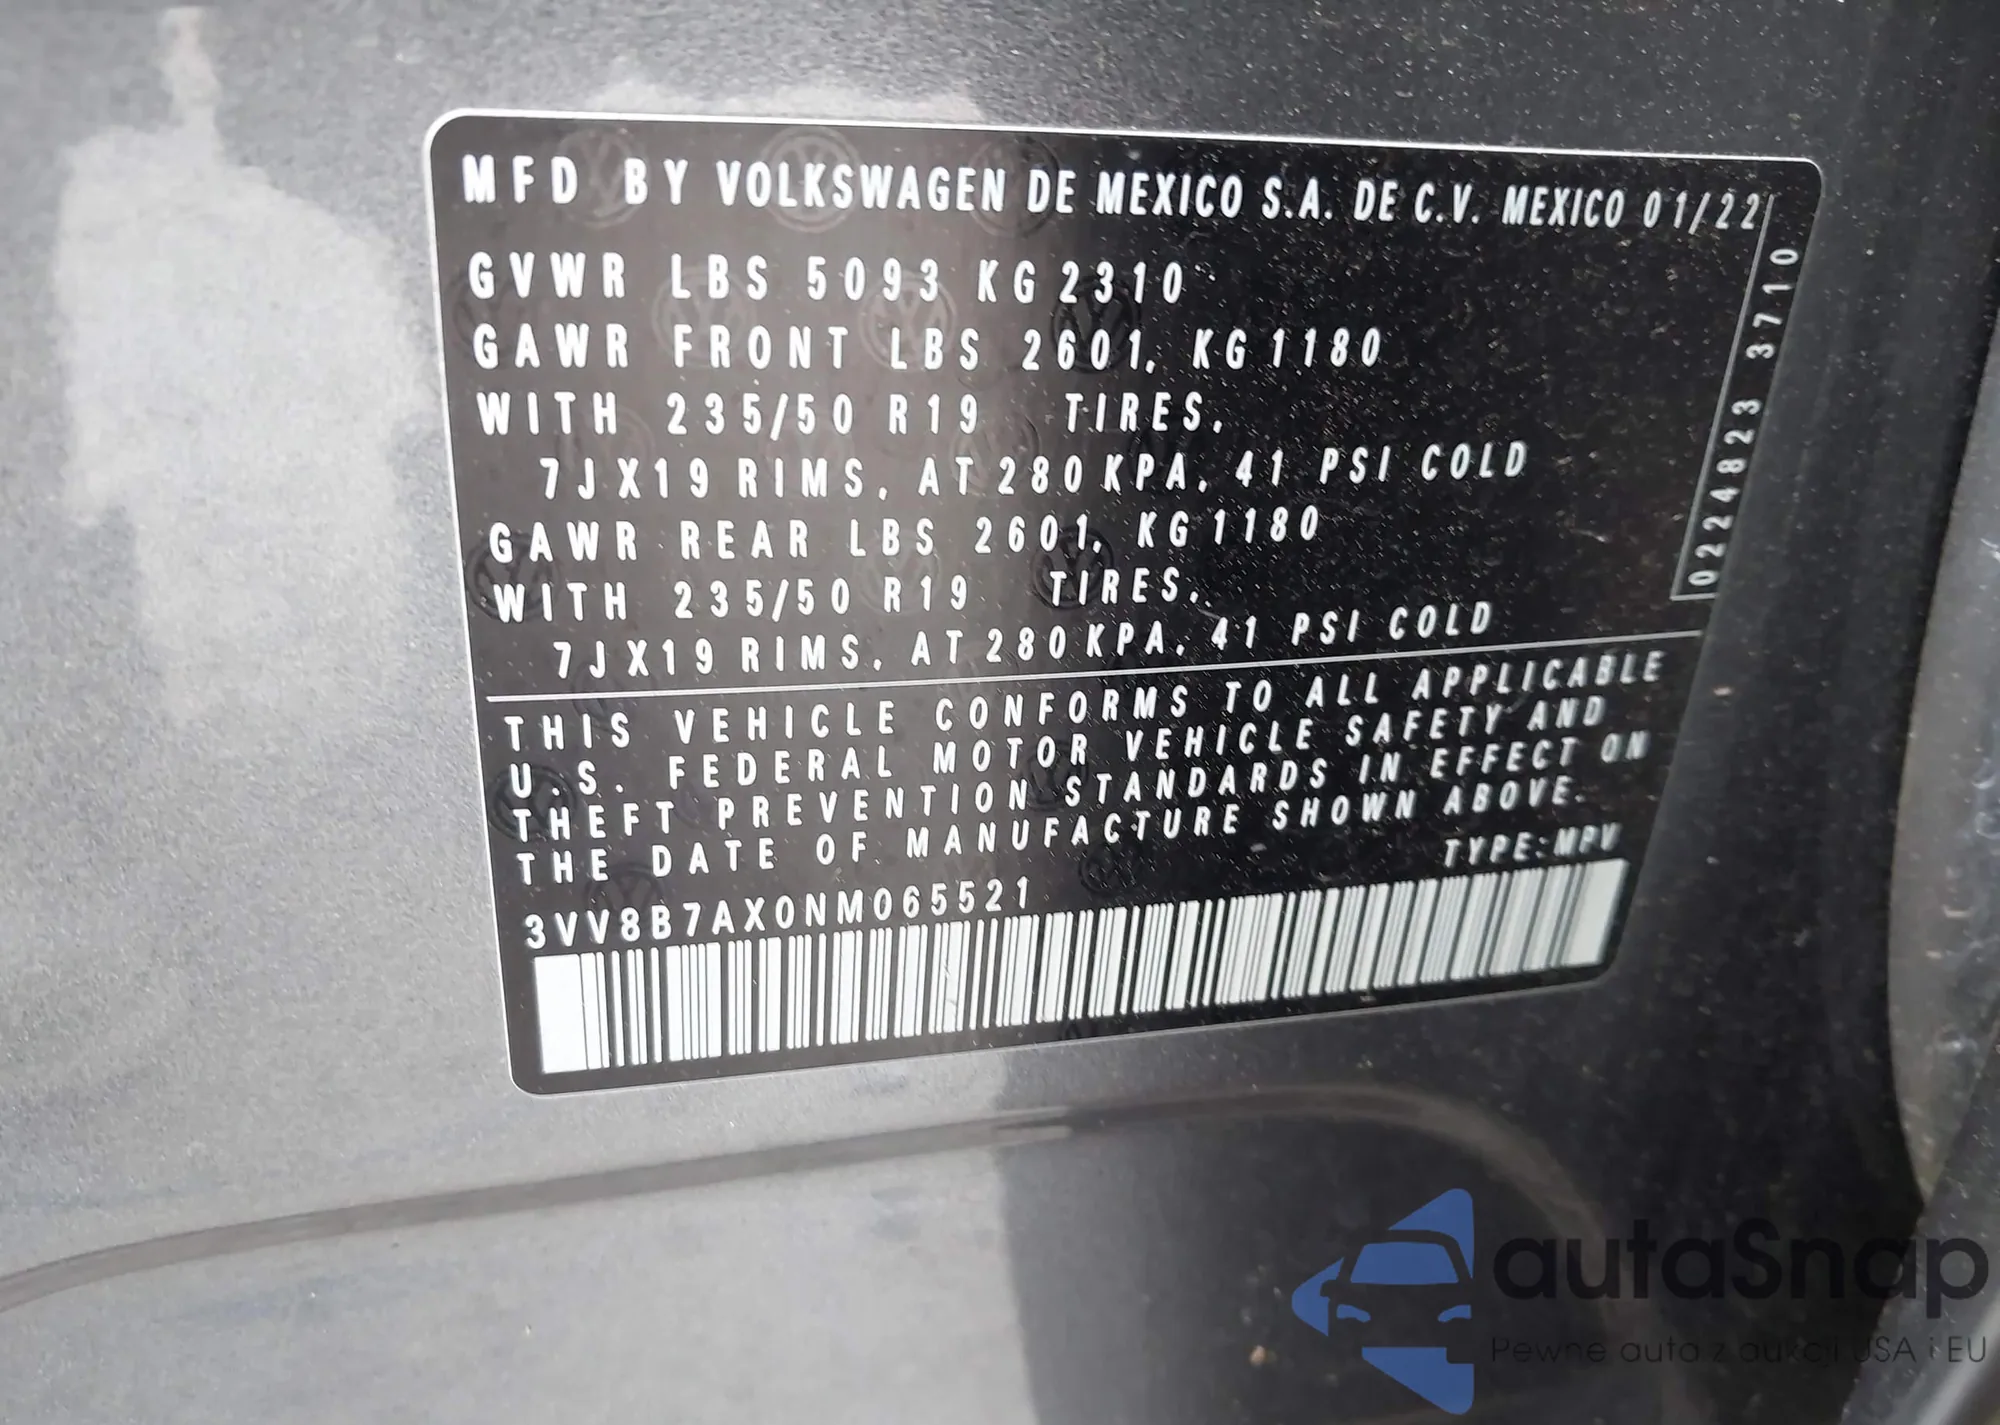 MFD BY VOLKSWAGEN DE MEXICO S.A. DE C.V. MEXICO 01/22
GVWR LBS 5093 KG 2310
GAWR FRONT LBS 2601, KG 1180
WITH 235/50 R19 TIRES,
7JX19 RIMS, AT 280 KPA, 41 PSI COLD
GAWR REAR LBS 2601, KG 1180
WITH 235/50 R19 TIRES,
7JX19 RIMS, AT 280 KPA, 41 PSI COLD
0224823 3710
THIS VEHICLE CONFORMS TO ALL APPLICABLE
U.S. FEDERAL MOTOR VEHICLE SAFETY AND
THEFT PREVENTION STANDARDS IN EFFECT ON
THE DATE OF MANUFACTURE SHOWN ABOVE.
3VV8B7AX0NM065521 TYPE:MPV
autaSnap
Pewne auta z aukcji USA i EU